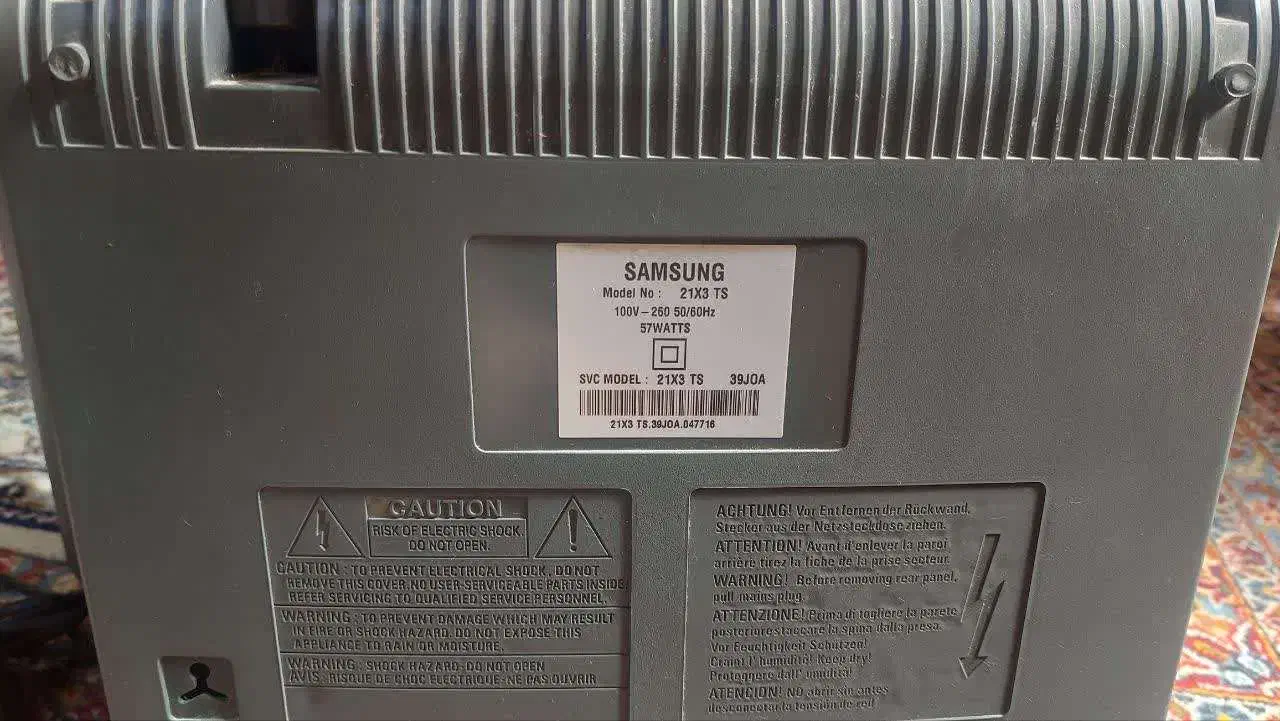 SAMSUNG
Model No : 21X3 TS
100V – 260 50/60Hz
57WATTS
SVC MODEL : 21X3 TS 39JOA
21X3 TS.39JOA.047716
CAUTION
RISK OF ELECTRIC SHOCK.
DO NOT OPEN.
CAUTION : TO PREVENT ELECTRICAL SHOCK, DO NOT
REMOVE THIS COVER. NO USER-SERVICEABLE PARTS INSIDE
REFER SERVICING TO QUALIFIED SERVICE PERSONNEL.
WARNING : TO PREVENT DAMAGE WHICH MAY RESULT
IN FIRE OR SHOCK HAZARD. DO NOT EXPOSE THIS
APPLIANCE TO RAIN OR MOISTURE.
WARNING: SHOCK HAZARD-DO NOT OPEN
AVIS : RISQUE DE CHOC ELECTRIQUE-NE PAS OUVRIR
ACHTUNG! Vor Entfernen der Rückwand,
Stecker aus der Netzsteckdose ziehen.
ATTENTION! Avant d'enlever la paroi
arrière tirez la fiche de la prise secteur.
WARNING! Before removing rear panel,
pull mains plug.
ATTENZIONE! Prima di togliere la parete
posteriore staccare la spina dalla presa.
Vor Feuchtigkeit Schützen!
Craint l' humidité! Keep dry!
Proteggere dall' umidità!
ATENCION! NO abrir sin antes
desconectar la tensión de red